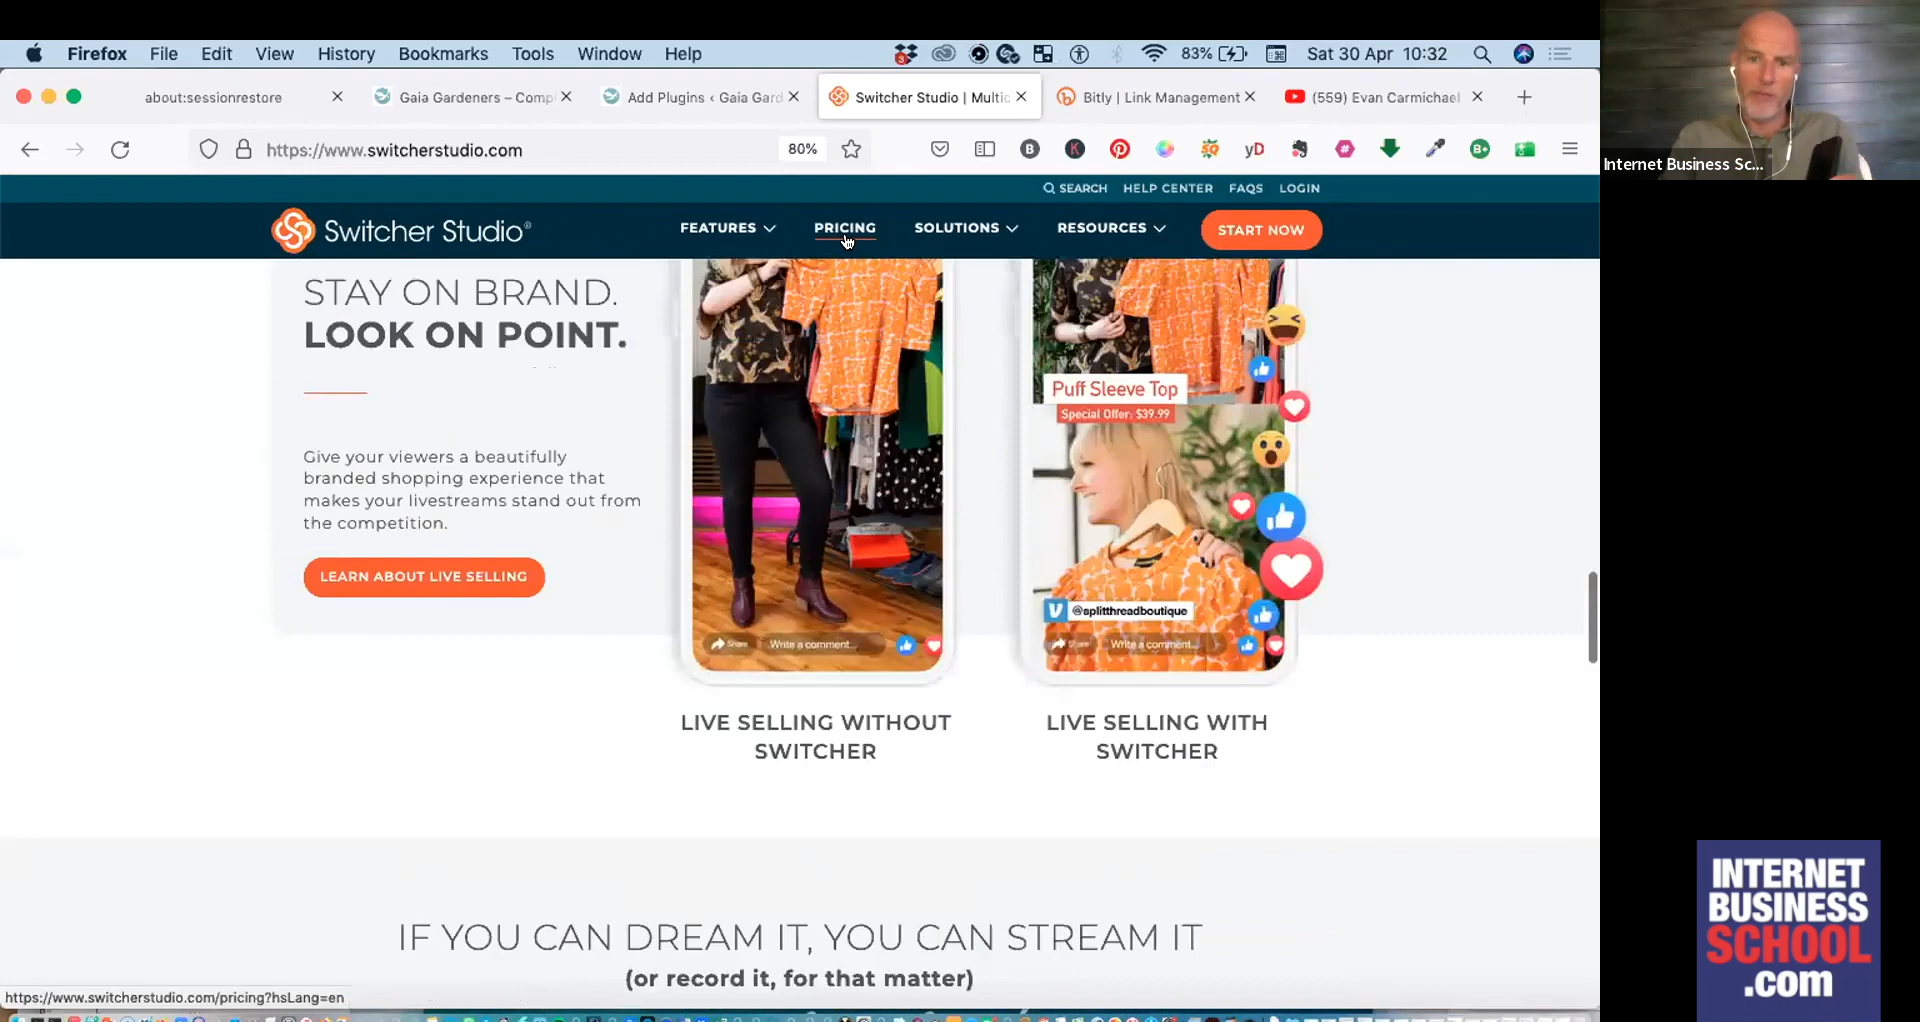 Firefox File Edit View History Bookmarks Tools Window Help 3 83% Sat 30 Apr 10:32
about:sessionrestore Gaia Gardeners – Comp Add Plugins ‹ Gaia Gard Switcher Studio | Multic Bitly | Link Management (559) Evan Carmichael
https://www.switcherstudio.com 80%
Internet Business Sc...
SEARCH HELP CENTER FAQS LOGIN
Switcher Studio® FEATURES PRICING SOLUTIONS RESOURCES START NOW
STAY ON BRAND.
LOOK ON POINT.
Give your viewers a beautifully
branded shopping experience that
makes your livestreams stand out from
the competition.
LEARN ABOUT LIVE SELLING
Share Write a comment...
Puff Sleeve Top
Special Offer: $39.99
@splitthreadboutique
Share Write a comment...
LIVE SELLING WITHOUT
SWITCHER
LIVE SELLING WITH
SWITCHER
IF YOU CAN DREAM IT, YOU CAN STREAM IT
(or record it, for that matter)
https://www.switcherstudio.com/pricing?hsLang=en
INTERNET
BUSINESS
SCHOOL
.com